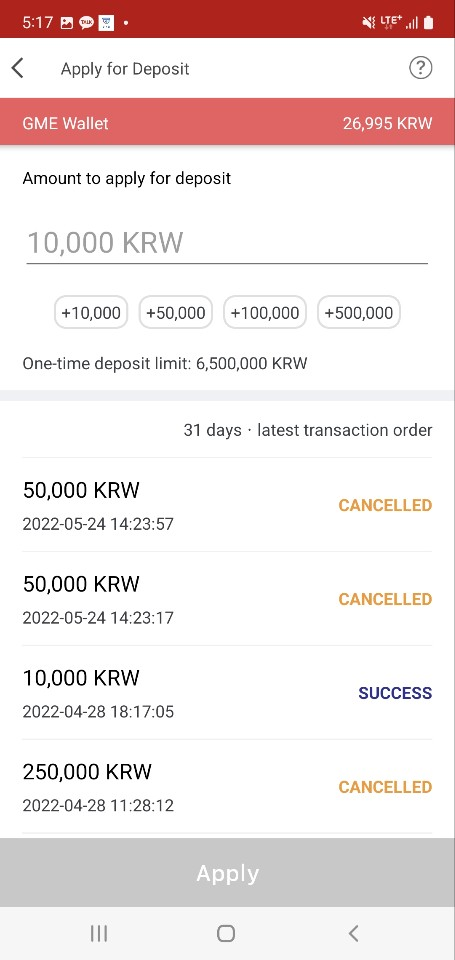 5:17 TALK LTE+
Apply for Deposit ?
GME Wallet 26,995 KRW
Amount to apply for deposit
10,000 KRW
+10,000 +50,000 +100,000 +500,000
One-time deposit limit: 6,500,000 KRW
31 days · latest transaction order
50,000 KRW
CANCELLED
2022-05-24 14:23:57
50,000 KRW
CANCELLED
2022-05-24 14:23:17
10,000 KRW
SUCCESS
2022-04-28 18:17:05
250,000 KRW
CANCELLED
2022-04-28 11:28:12
Apply